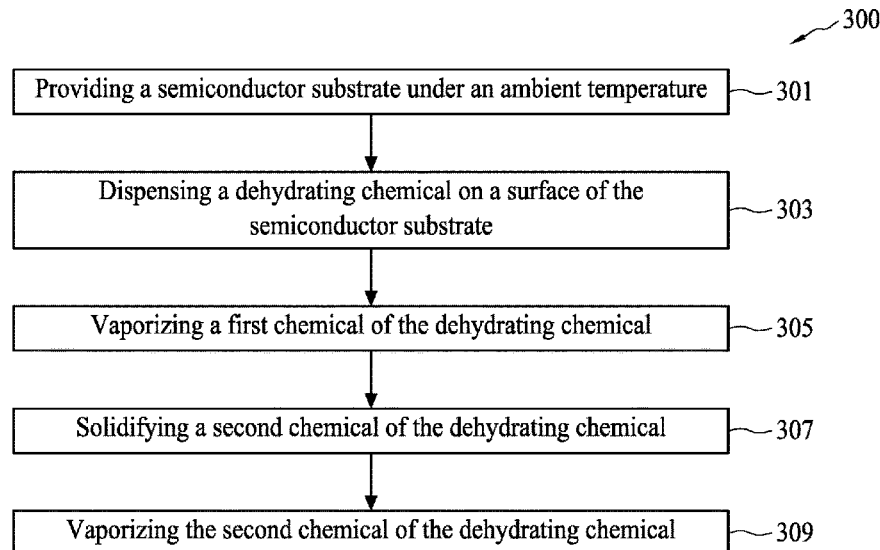 300
Providing a semiconductor substrate under an ambient temperature
301
Dispensing a dehydrating chemical on a surface of the
semiconductor substrate
303
Vaporizing a first chemical of the dehydrating chemical
305
Solidifying a second chemical of the dehydrating chemical
307
Vaporizing the second chemical of the dehydrating chemical
309